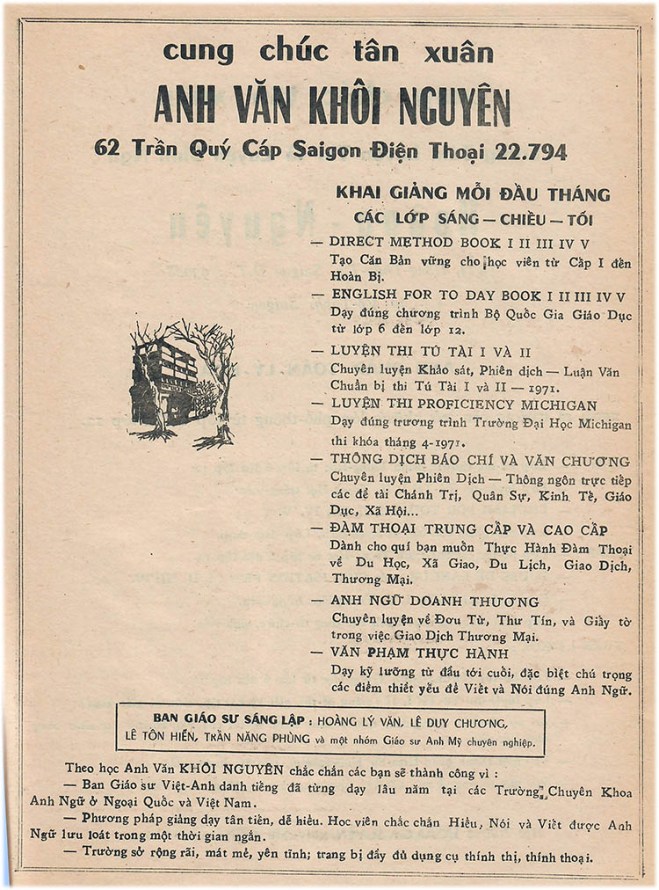 cung chúc tân xuân
ANH VĂN KHÔI NGUYÊN
62 Trần Quý Cáp Saigon Điện Thoại 22.794
KHAI GIẢNG MỖI ĐẦU THÁNG
CÁC LỚP SÁNG — CHIỀU — TỐI
— DIRECT METHOD BOOK I II III IV V
Tạo Căn Bản vững cho học viên từ Cấp I đến
Hoàn Bị.
— ENGLISH FOR TO DAY BOOK I II III IV V
Dạy đúng chương trình Bộ Quốc Gia Giáo Dục
từ lớp 6 đến lớp 12.
— LUYỆN THI TÚ TÀI I VÀ II
Chuyên luyện Khảo sát, Phiên dịch — Luận Văn
Chuẩn bị thi Tú Tài I và II — 1971.
— LUYỆN THI PROFICIENCY MICHIGAN
Dạy đúng trương trình Trường Đại Học Michigan
thi khóa tháng 4-1971.
— THÔNG DỊCH BÁO CHÍ VÀ VĂN CHƯƠNG
Chuyên luyện Phiên Dịch — Thông ngôn trực tiếp
các đề tài Chánh Trị, Quân Sự, Kinh Tế, Giáo
Dục, Xã Hội...
— ĐÀM THOẠI TRUNG CẤP VÀ CAO CẤP
Dành cho quí bạn muốn Thực Hành Đàm Thoại
về Du Học, Xã Giao, Du Lịch, Giao Dịch,
Thương Mại.
— ANH NGỮ DOANH THƯƠNG
Chuyên luyện về Đơu Từ, Thư Tín, và Giấy tờ
trong việc Giao Dịch Thương Mại.
— VĂN PHẠM THỰC HÀNH
Dạy kỹ lưỡng từ đầu tới cuối, đặc biệt chú trọng
các điểm thiết yếu để Viết và Nói đúng Anh Ngữ.
BAN GIÁO SƯ SÁNG LẬP : HOÀNG LÝ VĂN, LÊ DUY CHƯƠNG,
LÊ TÔN HIẾN, TRẦN NĂNG PHÙNG và một nhóm Giáo sư Anh Mỹ chuyên nghiệp.
Theo học Anh Văn KHÔI NGUYÊN chắc chắn các bạn sẽ thành công vì :
— Ban Giáo sư Việt-Anh danh tiếng đã từng dạy lâu năm tại các Trường Chuyên Khoa
Anh Ngữ ở Ngoại Quốc và Việt Nam.
— Phương pháp giảng dạy tân tiến, dễ hiểu. Học viên chắc chắn Hiểu, Nói và Viết được Anh
Ngữ lưu loát trong một thời gian ngắn.
— Trường sở rộng rãi, mát mẻ, yên tĩnh; trang bị đầy đủ dụng cụ thính thị, thính thoại.